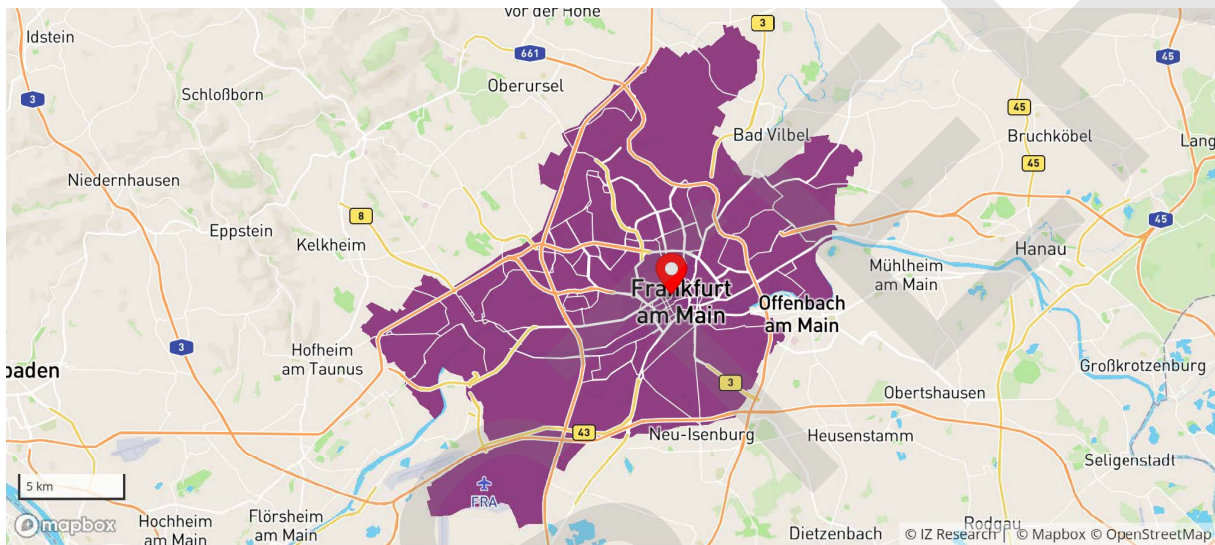 vor der Höhe
3
Idstein
661
45
Oberursel
3
Schloßborn
45
Bad Vilbel
Bruchköbel
Lang
45
Niedernhausen
8
45
Eppstein
Kelkheim
Hanau
Mühlheim
am Main
Frankfurt
am Main
Offenbach
am Main
3
Hofheim
am Taunus
baden
Großkrotzenburg
3
Obertshausen
43
Neu-Isenburg
Heusenstamm
Seligenstadt
5 km
FRA
mapbox
Hochheim
am Main
Flörsheim
am Main
Dietzenbach
Rodgau
© IZ Research | © Mapbox © OpenStreetMap